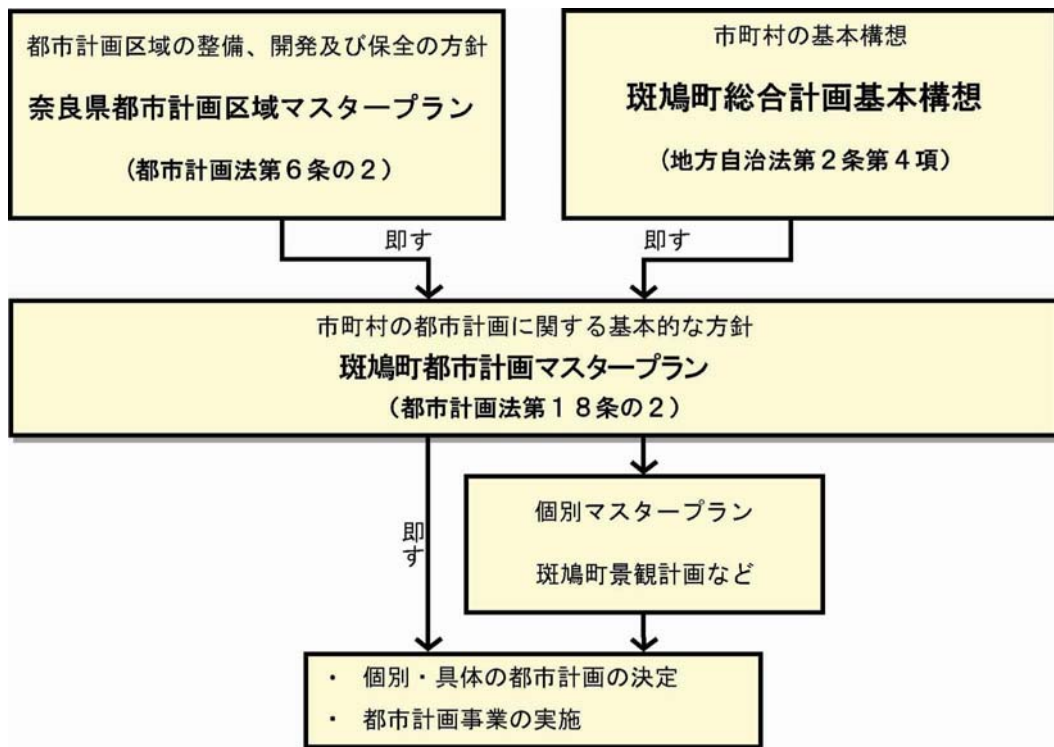 都市計画区域の整備、開発及び保全の方針
奈良県都市計画区域マスタープラン
(都市計画法第6条の2)
市町村の基本構想
斑鳩町総合計画基本構想
(地方自治法第2条第4項)
即す
即す
市町村の都市計画に関する基本的な方針
斑鳩町都市計画マスタープラン
(都市計画法第18条の2)
即す
個別マスタープラン
斑鳩町景観計画など
・ 個別・具体の都市計画の決定
・ 都市計画事業の実施